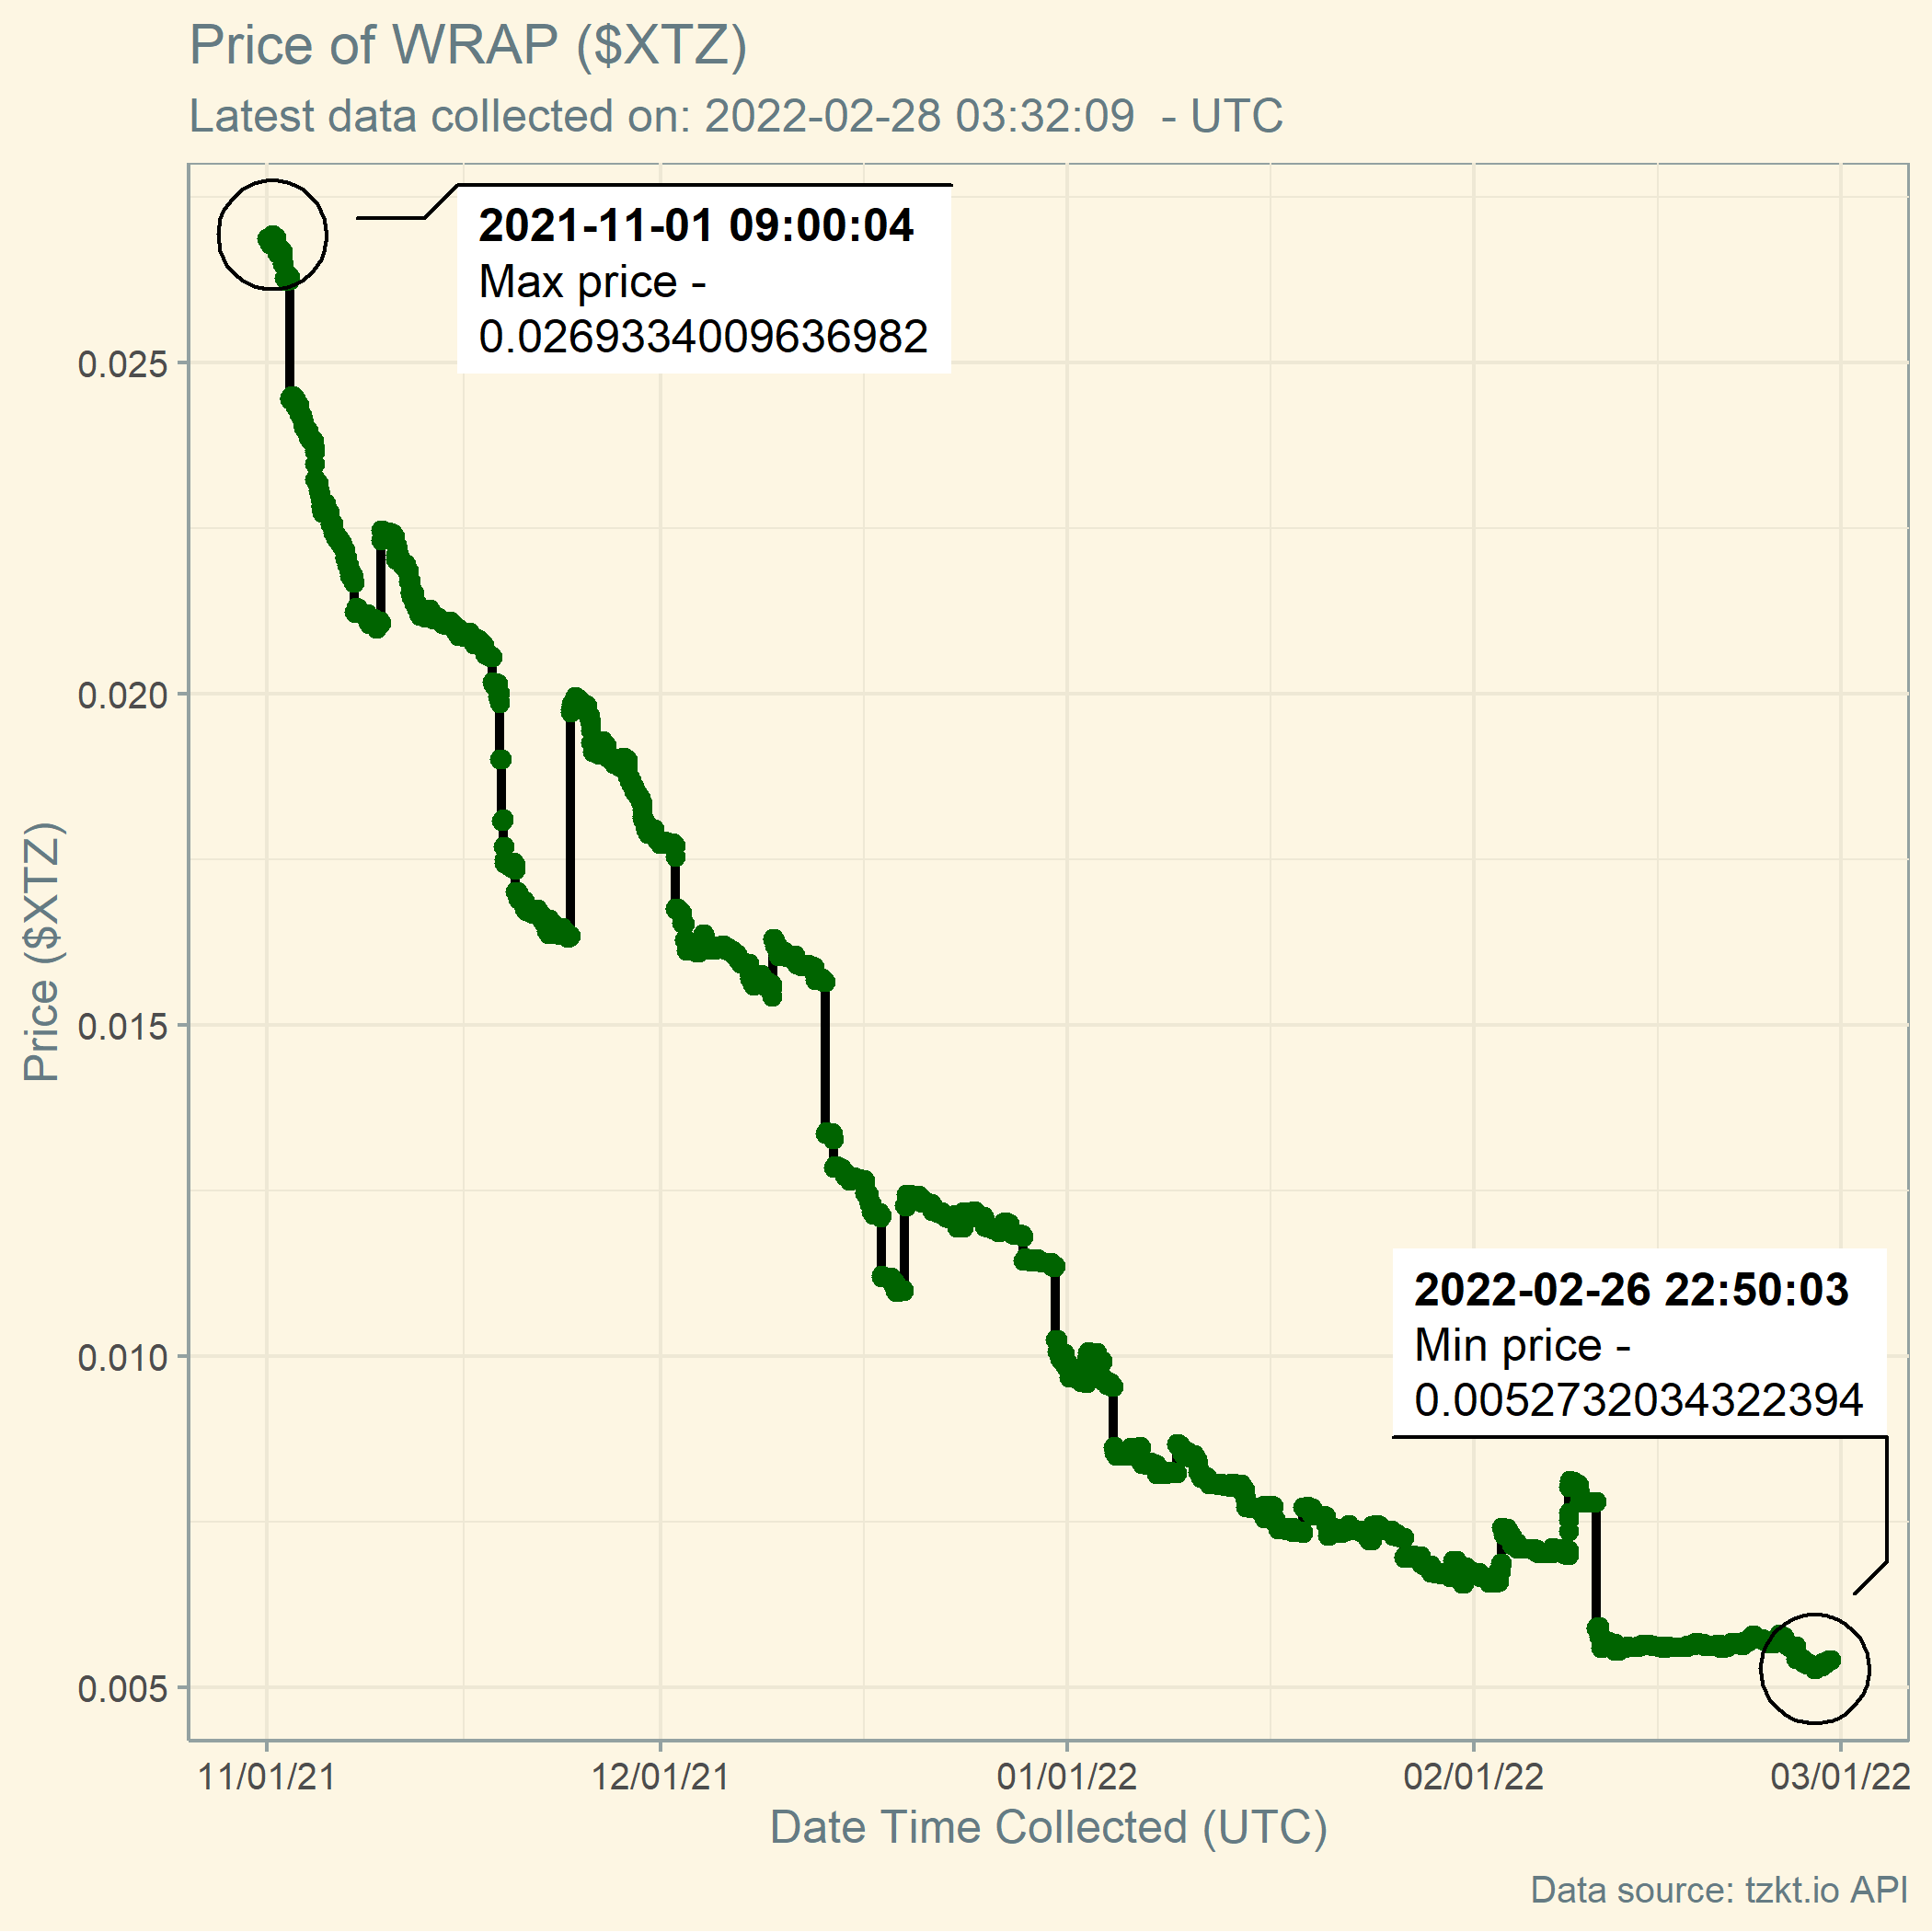 Price of WRAP ($XTZ)
Latest data collected on: 2022-02-28 03:32:09  - UTC
2021-11-01 09:00:04
Max price -
0.02693340096369​82
0.025
0.020
0.015
0.010
0.005
Price ($XTZ)
2022-02-26 22:50:03
Min price -
0.0052732034322394
11/01/21
12/01/21
01/01/22
02/01/22
03/01/22
Date Time Collected (UTC)
Data source: tzkt.io API